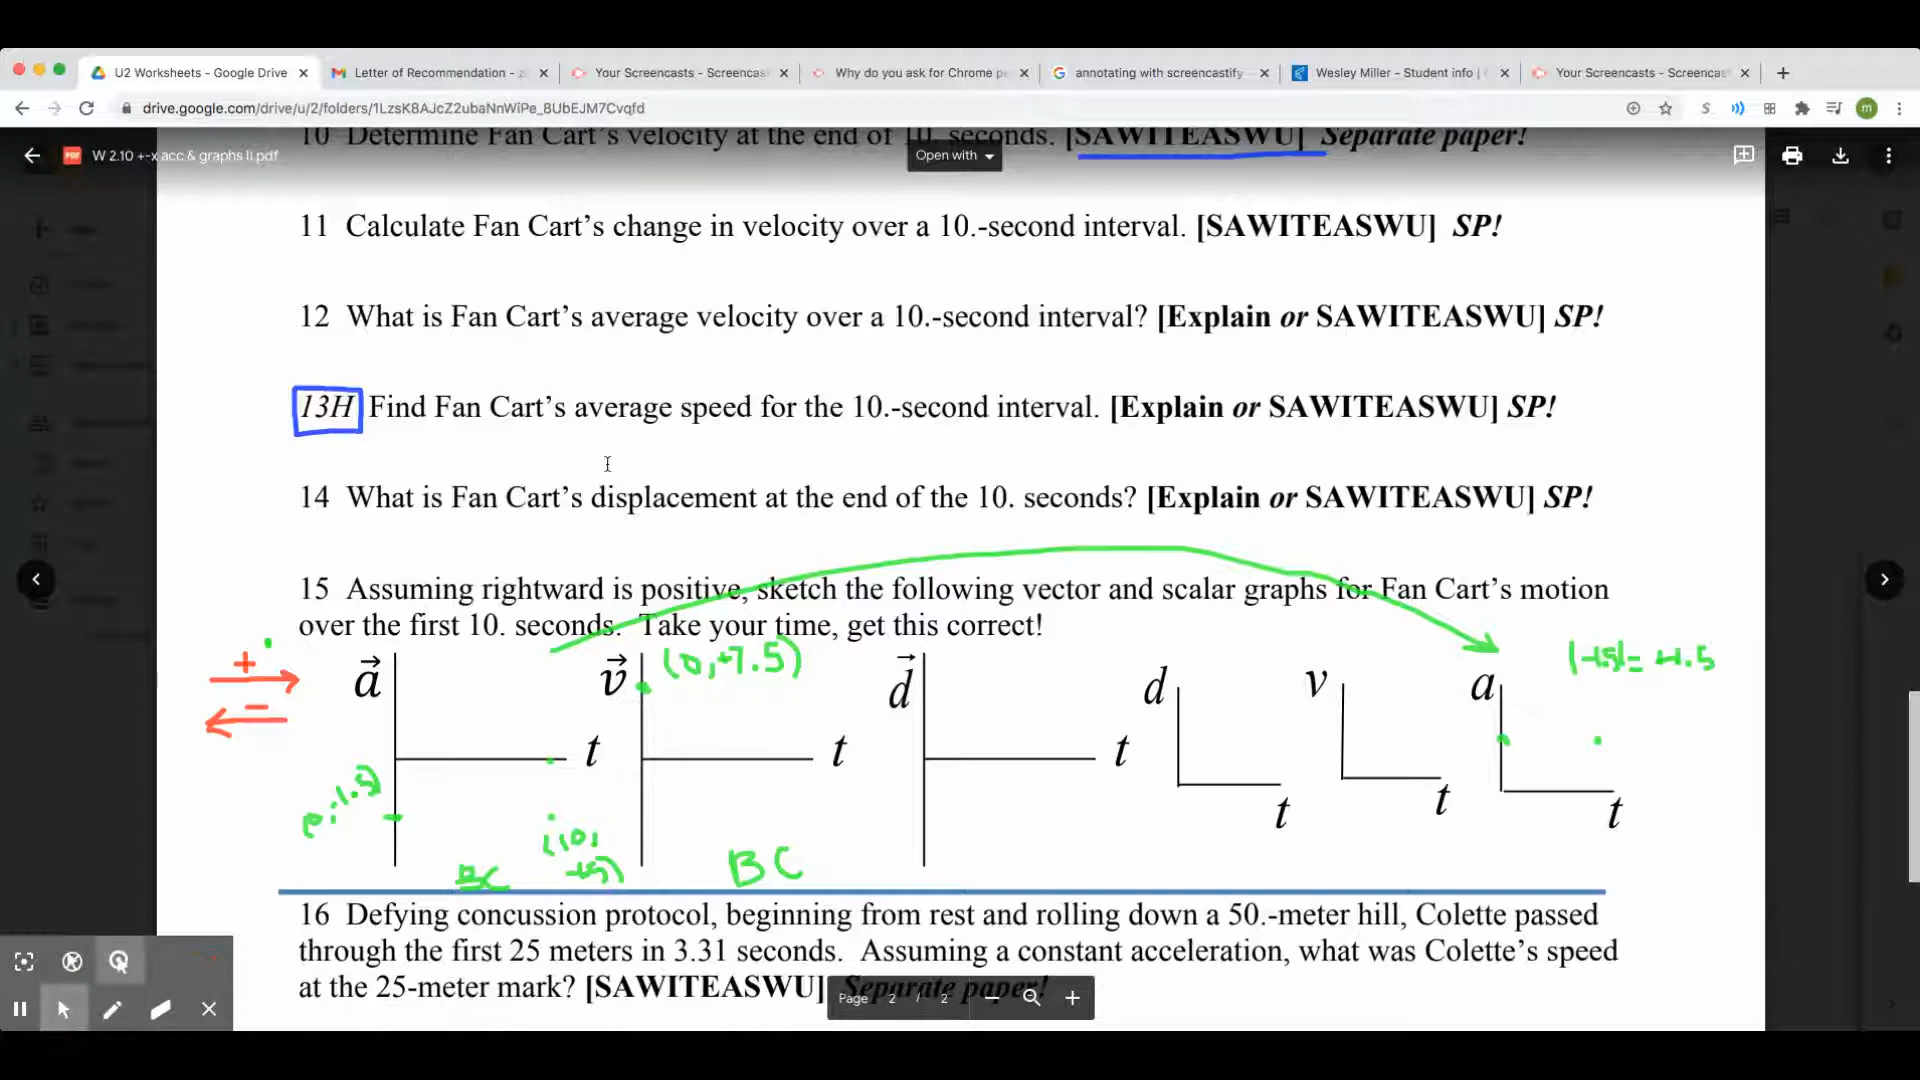 U2 Worksheets - Google Drive
Letter of Recommendation - z
Your Screencasts - Screencas
Why do you ask for Chrome pe
annotating with screencastify
Wesley Miller - Student info |
Your Screencasts - Screencas
drive.google.com/drive/u/2/folders/1LzsK8AJcZ2ubaNnWiPe_8UbEJM7Cvqfd
m
PDF W 2.10 +-x acc & graphs ll.pdf
Open with
10 Determine Fan Cart's velocity at the end of 10. seconds. [SAWITEASWU] Separate paper!
11 Calculate Fan Cart's change in velocity over a 10.-second interval. [SAWITEASWU] SP!
12 What is Fan Cart's average velocity over a 10.-second interval? [Explain or SAWITEASWU] SP!
13H Find Fan Cart's average speed for the 10.-second interval. [Explain or SAWITEASWU] SP!
14 What is Fan Cart's displacement at the end of the 10. seconds? [Explain or SAWITEASWU] SP!
15 Assuming rightward is positive, sketch the following vector and scalar graphs for Fan Cart's motion
over the first 10. seconds. Take your time, get this correct!
+
-
a t
(0,-1.5)
BC
v t
(0,+7.5)
BC
d t
d t
v t
a t
16 Defying concussion protocol, beginning from rest and rolling down a 50.-meter hill, Colette passed
through the first 25 meters in 3.31 seconds. Assuming a constant acceleration, what was Colette's speed
at the 25-meter mark? [SAWITEASWU] Separate paper!
Page 2 / 2